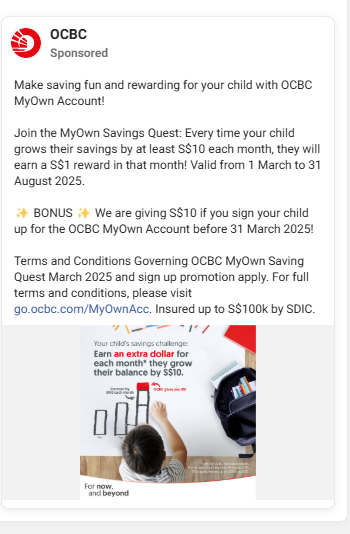 OCBC
Sponsored
Make saving fun and rewarding for your child with OCBC
MyOwn Account!
Join the MyOwn Savings Quest: Every time your child
grows their savings by at least S$10 each month, they will
earn a S$1 reward in that month! Valid from 1 March to 31
August 2025.
✨ BONUS ✨ We are giving S$10 if you sign your child
up for the OCBC MyOwn Account before 31 March 2025!
Terms and Conditions Governing OCBC MyOwn Saving
Quest March 2025 and sign up promotion apply. For full
terms and conditions, please visit
go.ocbc.com/MyOwnAcc. Insured up to S$100k by SDIC.
Your child's savings challenge:
Earn an extra dollar for
each month* they grow
their balance by S$10.
For now,
and beyond